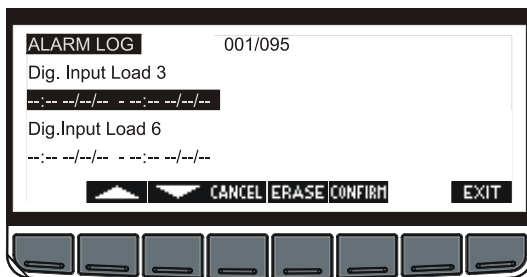 ALARM LOG 001/095
Dig. Input Load 3
--:-- --/--/-- - --:-- --/--/--
Dig.Input Load 6
--:-- --/--/-- - --:-- --/--/--
CANCEL ERASE CONFIRM EXIT